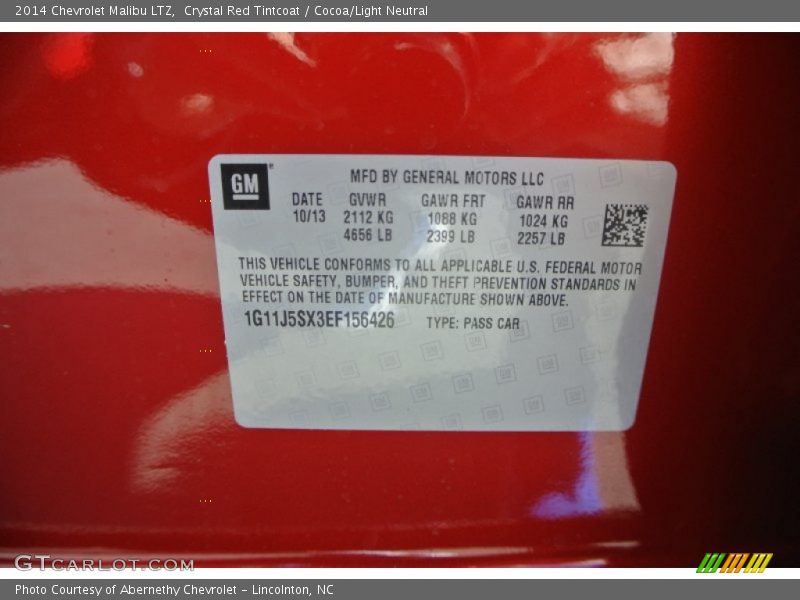 2014 Chevrolet Malibu LTZ, Crystal Red Tintcoat / Cocoa/Light Neutral
GM ®
MFD BY GENERAL MOTORS LLC
DATE GVWR GAWR FRT GAWR RR
10/13 2112 KG 1088 KG 1024 KG
4656 LB 2399 LB 2257 LB
THIS VEHICLE CONFORMS TO ALL APPLICABLE U.S. FEDERAL MOTOR
VEHICLE SAFETY, BUMPER, AND THEFT PREVENTION STANDARDS IN
EFFECT ON THE DATE OF MANUFACTURE SHOWN ABOVE.
1G11J5SX3EF156426 TYPE: PASS CAR
GTCARLOT.COM
Photo Courtesy of Abernethy Chevrolet – Lincolnton, NC